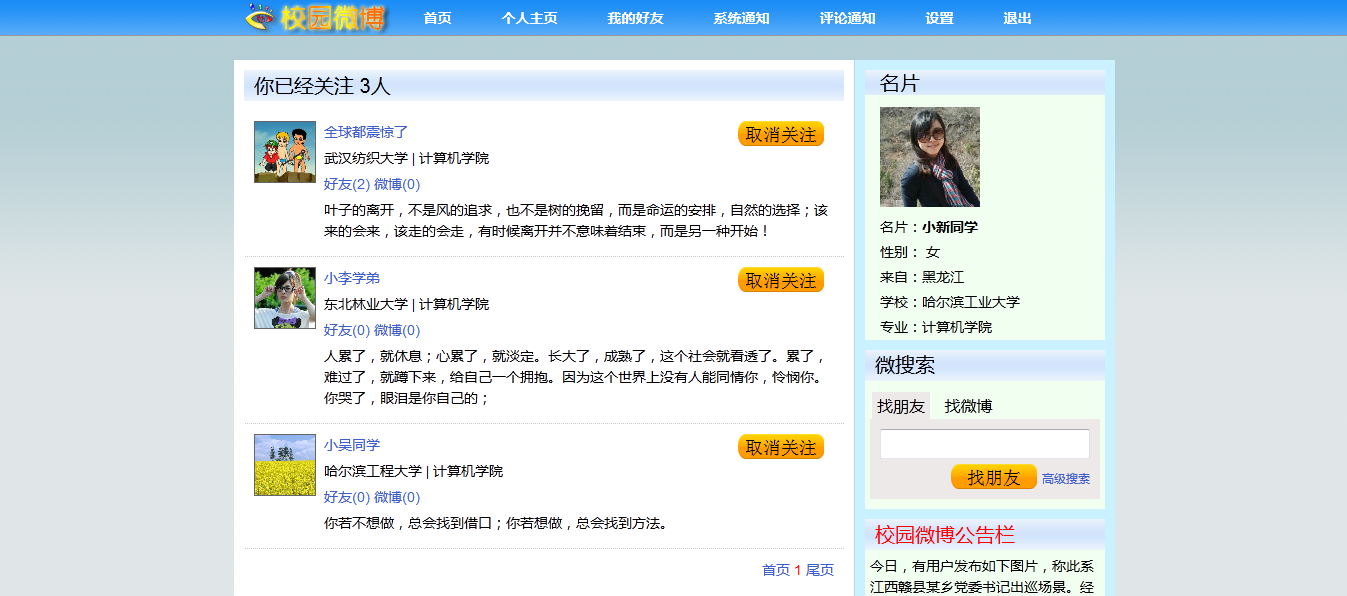 校园微博 首页 个人主页 我的好友 系统通知 评论通知 设置 退出
你已经关注 3人
全球都震惊了 取消关注
武汉纺织大学 | 计算机学院
好友(2) 微博(0)
叶子的离开，不是风的追求，也不是树的挽留，而是命运的安排，自然的选择；该
来的会来，该走的会走，有时候离开并不意味着结束，而是另一种开始！
小李学弟 取消关注
东北林业大学 | 计算机学院
好友(0) 微博(0)
人累了，就休息；心累了，就淡定。长大了，成熟了，这个社会就看透了。累了，
难过了，就蹲下来，给自己一个拥抱。因为这个世界上没有人能同情你，怜悯你。
你哭了，眼泪是你自己的；
小吴同学 取消关注
哈尔滨工程大学 | 计算机学院
好友(0) 微博(0)
你若不想做，总会找到借口；你若想做，总会找到方法。
首页 1 尾页
名片
名片：小新同学
性别： 女
来自：黑龙江
学校：哈尔滨工业大学
专业：计算机学院
微搜索
找朋友 找微博
找朋友 高级搜索
校园微博公告栏
今日，有用户发布如下图片，称此系
江西赣县某乡党委书记出巡场景。经